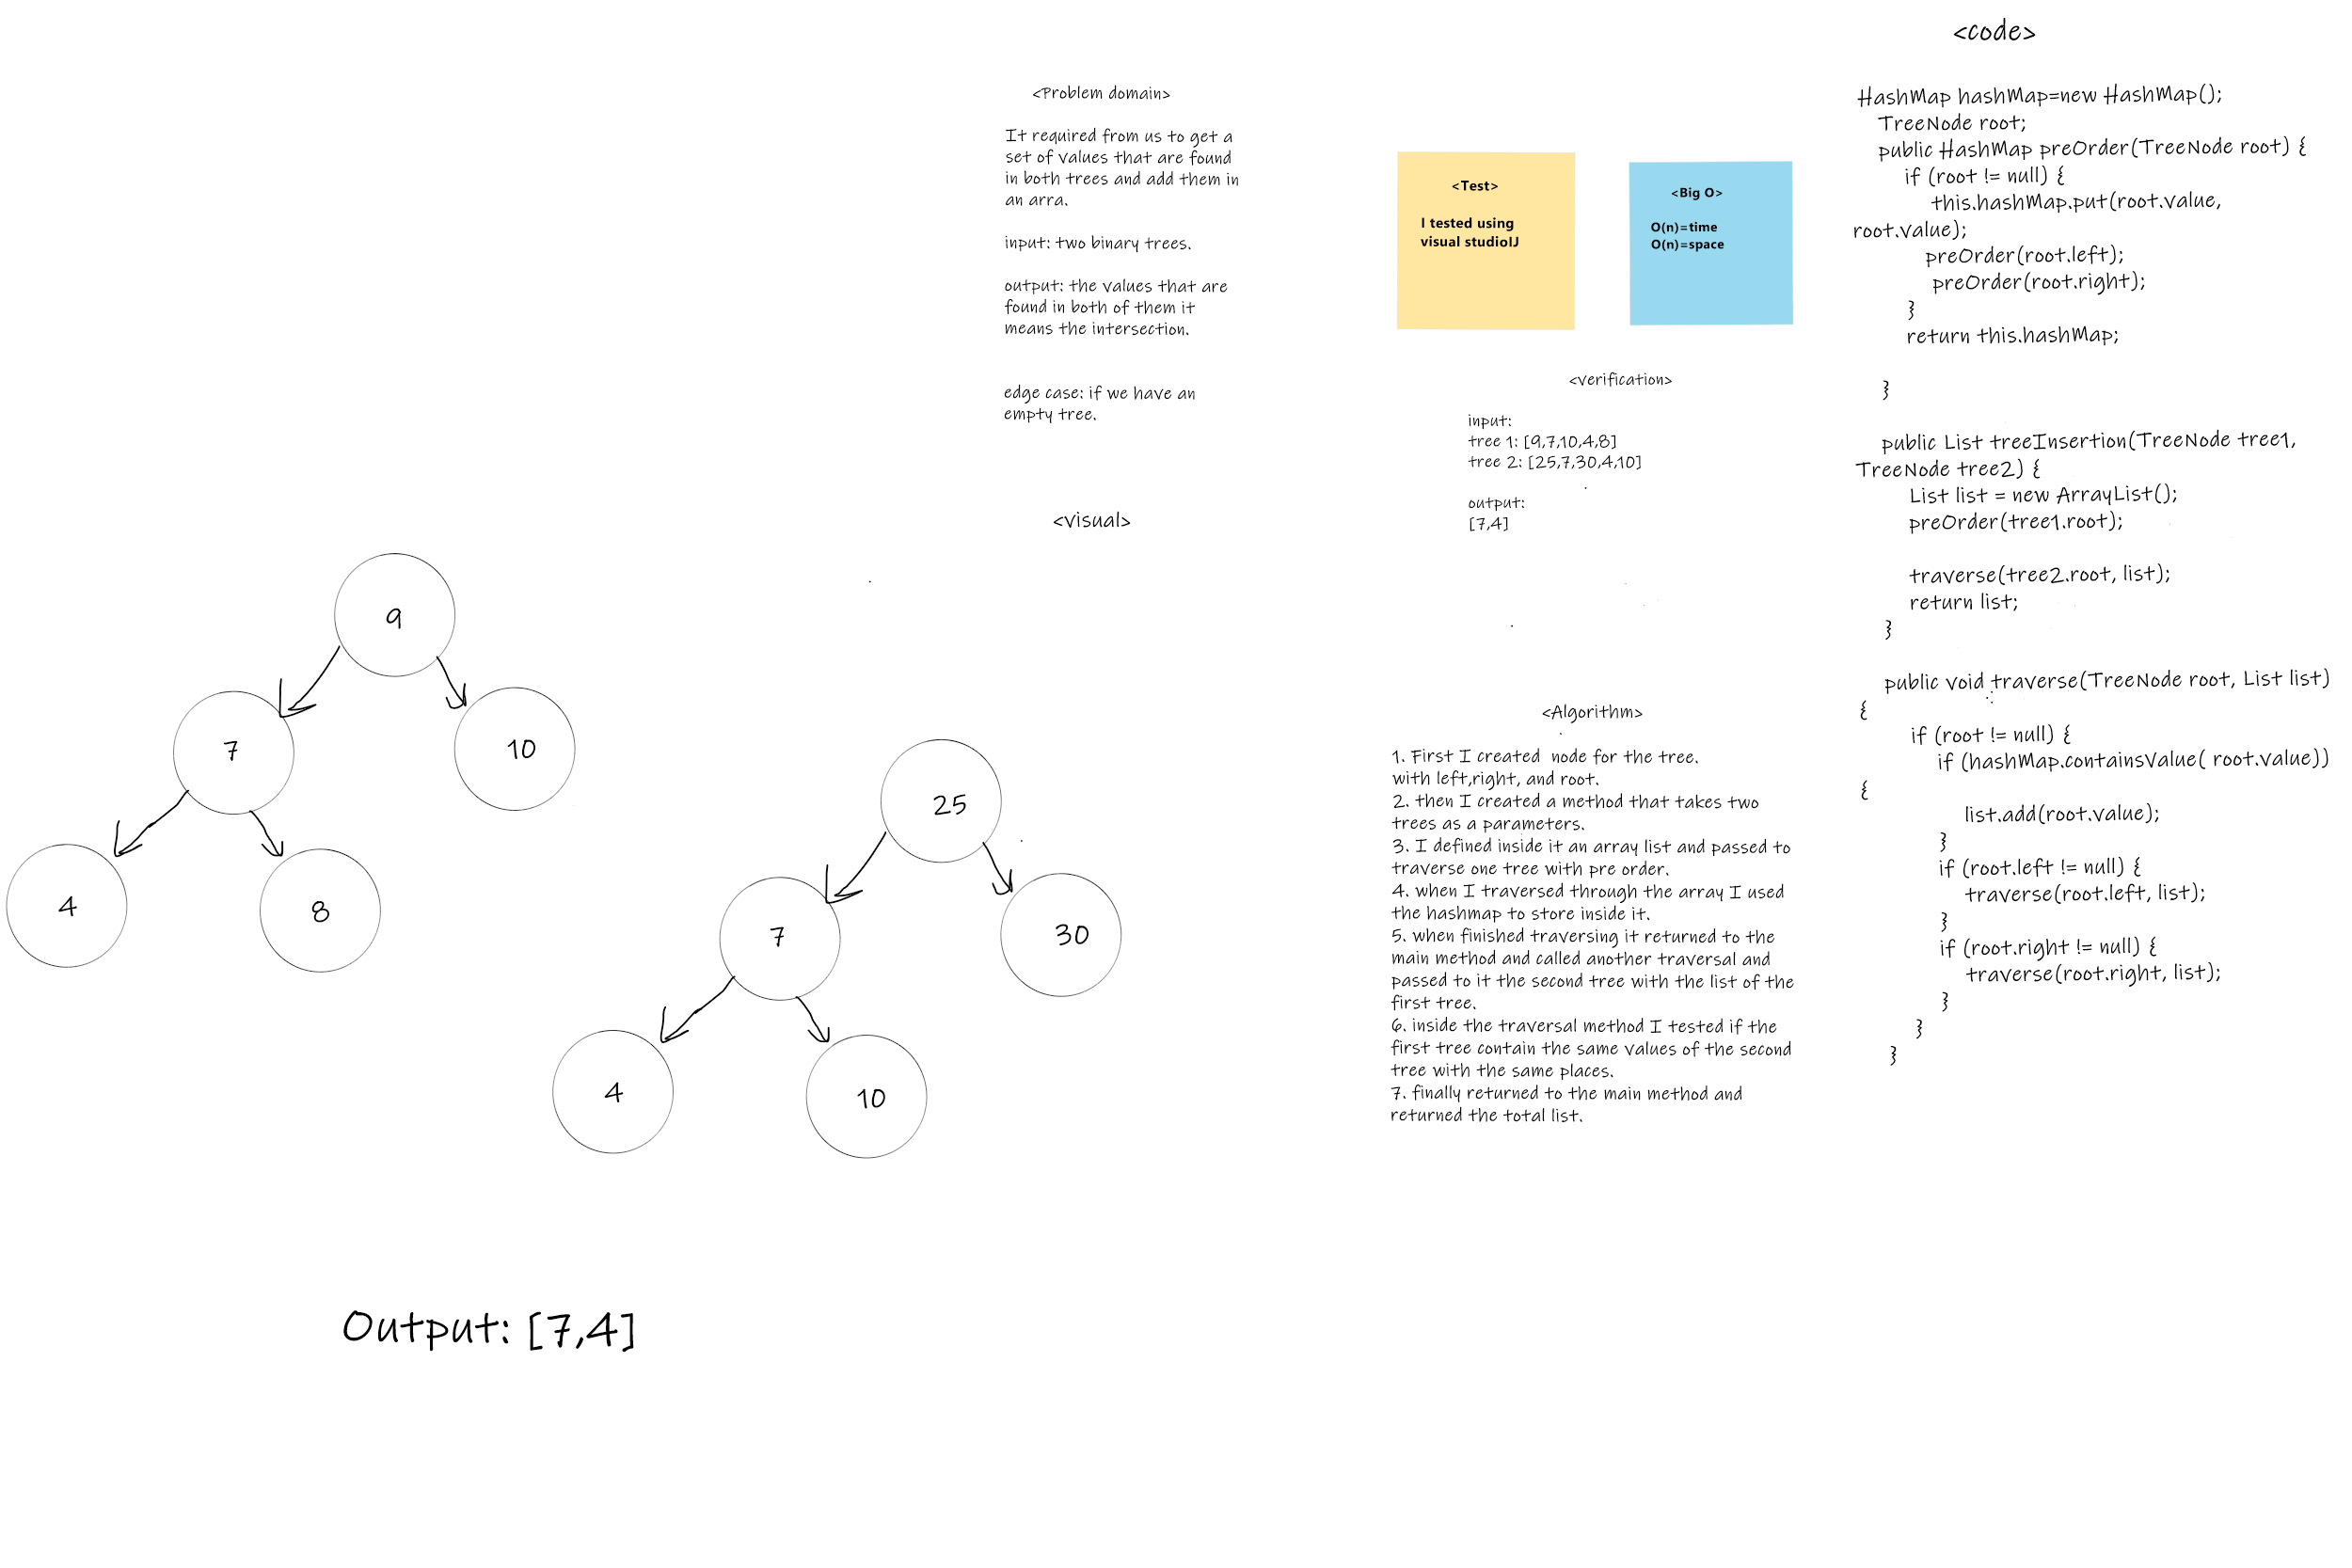 <Problem domain>
It required from us to get a
set of values that are found
in both trees and add them in
an arra.
input: two binary trees.
output: the values that are
found in both of them it
means the intersection.
edge case: if we have an
empty tree.
<visual>
9
7
10
4
8
25
7
30
4
10
Output: [7,4]
<Test>
I tested using
visual studioIJ
<Big O>
O(n)=time
O(n)=space
<verification>
input:
tree 1: [9,7,10,4,8]
tree 2: [25,7,30,4,10]
output:
[7,4]
<Algorithm>
1. First I created  node for the tree.
with left,right, and root.
2. then I created a method that takes two
trees as a parameters.
3. I defined inside it an array list and passed to
traverse one tree with pre order.
4. when I traversed through the array I used
the hashmap to store inside it.
5. when finished traversing it returned to the
main method and called another traversal and
passed to it the second tree with the list of the
first tree.
6. inside the traversal method I tested if the
first tree contain the same values of the second
tree with the same places.
7. finally returned to the main method and
returned the total list.
<code>
HashMap hashMap=new HashMap();
TreeNode root;
public HashMap preOrder(TreeNode root) {
if (root != null) {
this.hashMap.put(root.value,
root.value);
preOrder(root.left);
preOrder(root.right);
}
return this.hashMap;
}
public List treeInsertion(TreeNode tree1,
TreeNode tree2) {
List list = new ArrayList();
preOrder(tree1.root);
traverse(tree2.root, list);
return list;
}
public void traverse(TreeNode root, List list)
{
if (root != null) {
if (hashMap.containsValue( root.value))
{
list.add(root.value);
}
if (root.left != null) {
traverse(root.left, list);
}
if (root.right != null) {
traverse(root.right, list);
}
}
}